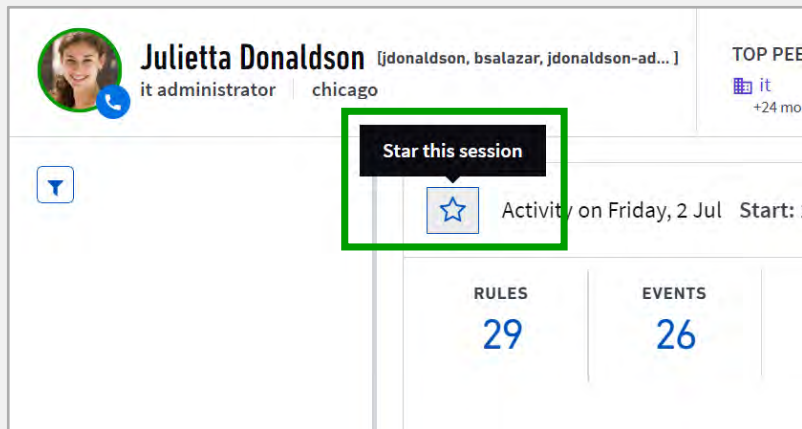 Julietta Donaldson [jdonaldson, bsalazar, jdonaldson-ad... ]
it administrator chicago
TOP PEE
it
+24 mo
Star this session
Activity on Friday, 2 Jul Start:
RULES EVENTS
29 26